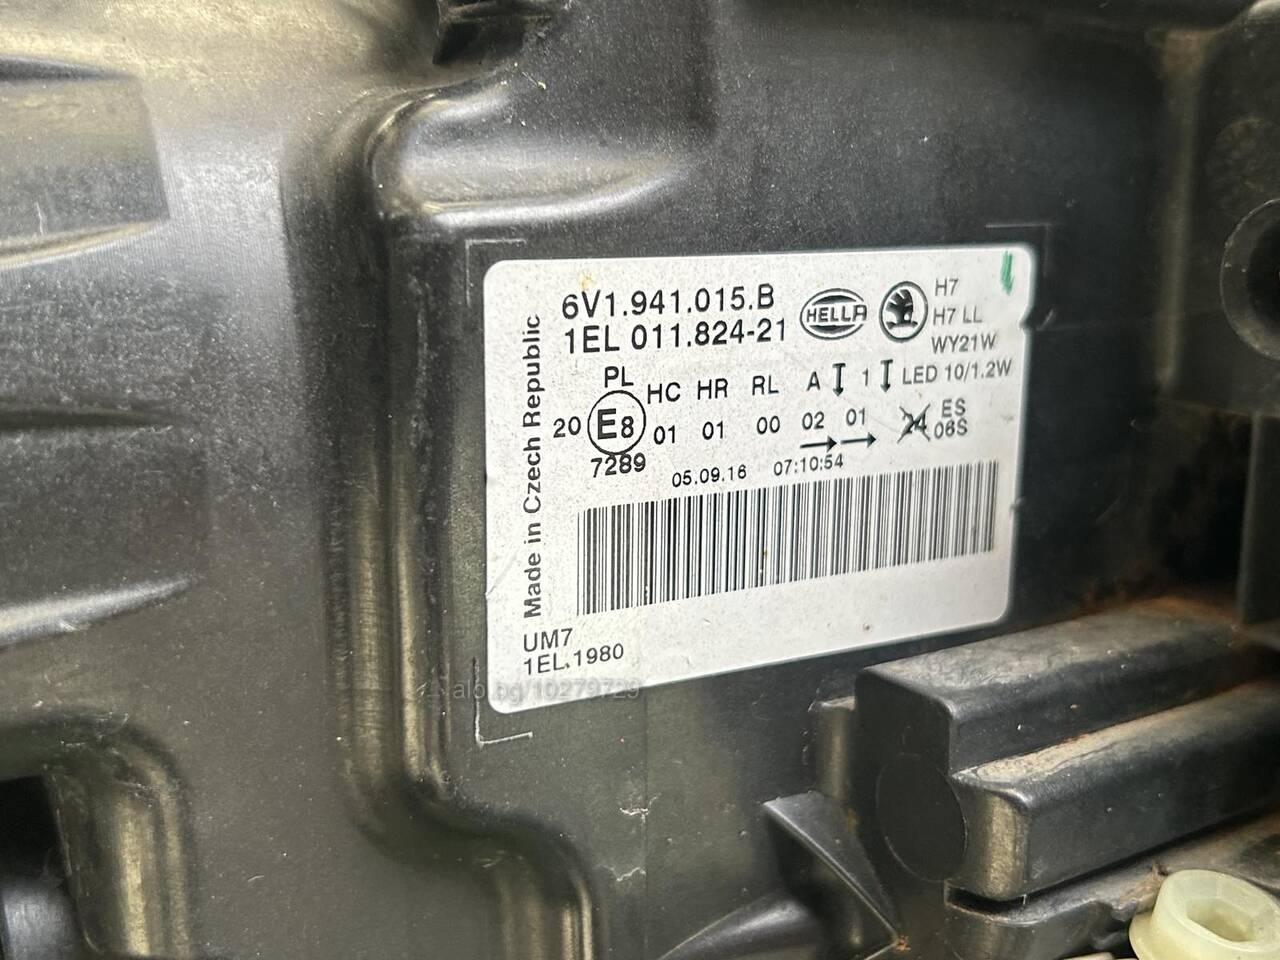 6V1.941.015.B
1EL 011.824-21
HELLA
H7
H7 LL
WY21W
LED 10/1.2W
PL HC HR RL A 1
20 E8 01 01 00 02 01 24 ES
06S
7289 05.09.16 07:10:54
Made in Czech Republic
UM7
1EL.1980
alo.bg/10279729